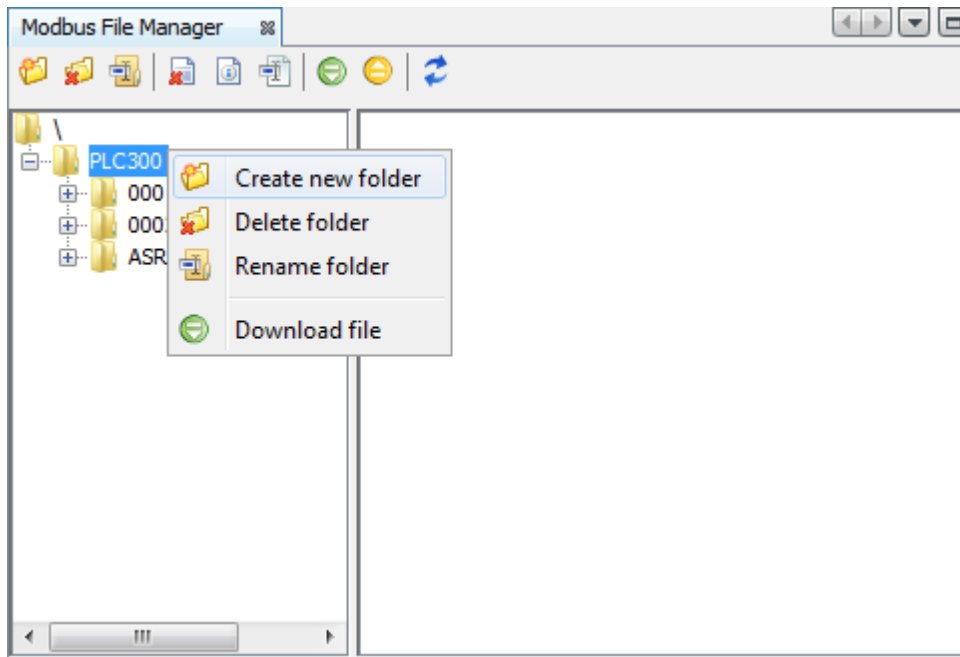 Modbus File Manager
\
PLC300
000
000
ASR
Create new folder
Delete folder
Rename folder
Download file